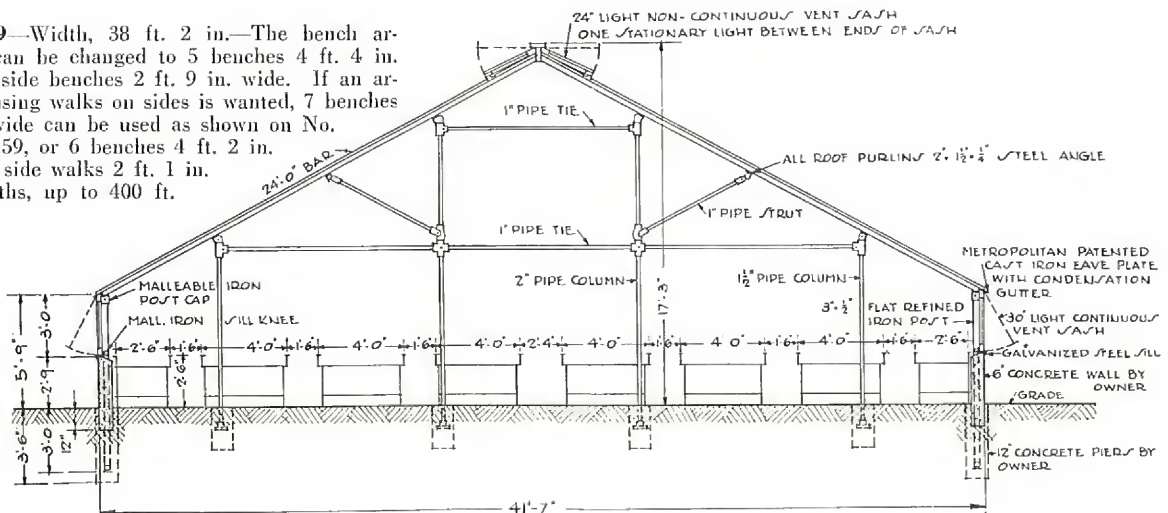 9—Width, 38 ft. 2 in.—The bench ar-
can be changed to 5 benches 4 ft. 4 in.
side benches 2 ft. 9 in. wide. If an ar-
using walks on sides is wanted, 7 benches
wide can be used as shown on No.
59, or 6 benches 4 ft. 2 in.
side walks 2 ft. 1 in.
ths, up to 400 ft.
24" LIGHT NON-CONTINUOUS VENT SASH
ONE STATIONARY LIGHT BETWEEN ENDS OF SASH
1" PIPE TIE
24'-0" BAR
ALL ROOF PURLINS 2"·1½"·¼" STEEL ANGLE
1" PIPE STRUT
1" PIPE TIE
MALLEABLE IRON
POST CAP
2" PIPE COLUMN
17'-3"
1½" PIPE COLUMN
METROPOLITAN PATENTED
CAST IRON EAVE PLATE
WITH CONDENSATION
GUTTER
3"·½"
FLAT REFINED
IRON POST
MALL. IRON SILL KNEE
30" LIGHT CONTINUOUS
VENT SASH
GALVANIZED STEEL SILL
6" CONCRETE WALL BY
OWNER
GRADE
12" CONCRETE PIERS BY
OWNER
5'-9"
3'-0"
2'-9"
2'-6" 1'-6" 4'-0" 1'-6" 4'-0" 1'-6" 4'-0" 2'-4" 4'-0" 1'-6" 4'-0" 1'-6" 4'-0" 1'-6" 2'-6"
2'-6"
3'-6"
3'-0"
12"
41'-7"